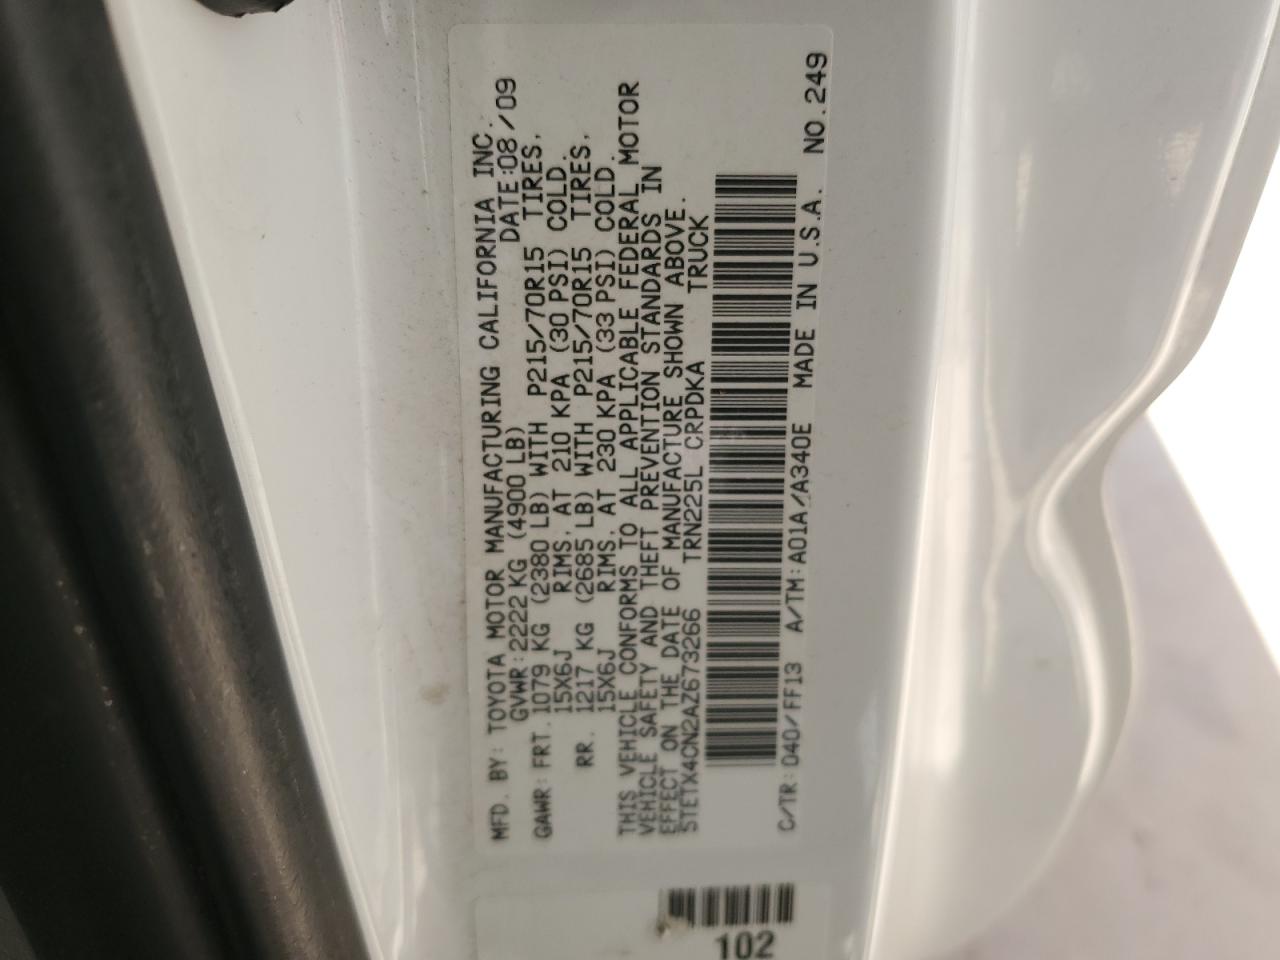 MFD. BY: TOYOTA MOTOR MANUFACTURING CALIFORNIA INC.
GVWR: 2222 KG (4900 LB) DATE: 08/09
GAWR: FRT. 1079 KG (2380 LB) WITH P215/70R15 TIRES,
15X6J RIMS, AT 210 KPA (30 PSI) COLD.
RR. 1217 KG (2685 LB) WITH P215/70R15 TIRES,
15X6J RIMS, AT 230 KPA (33 PSI) COLD.
THIS VEHICLE CONFORMS TO ALL APPLICABLE FEDERAL MOTOR
VEHICLE SAFETY AND THEFT PREVENTION STANDARDS IN
EFFECT ON THE DATE OF MANUFACTURE SHOWN ABOVE.
5TETX4CN2AZ673266 TRN225L CRPDKA TRUCK
C/TR: 040/FF13 A/TM: A01A/A340E MADE IN U.S.A. NO. 249
102